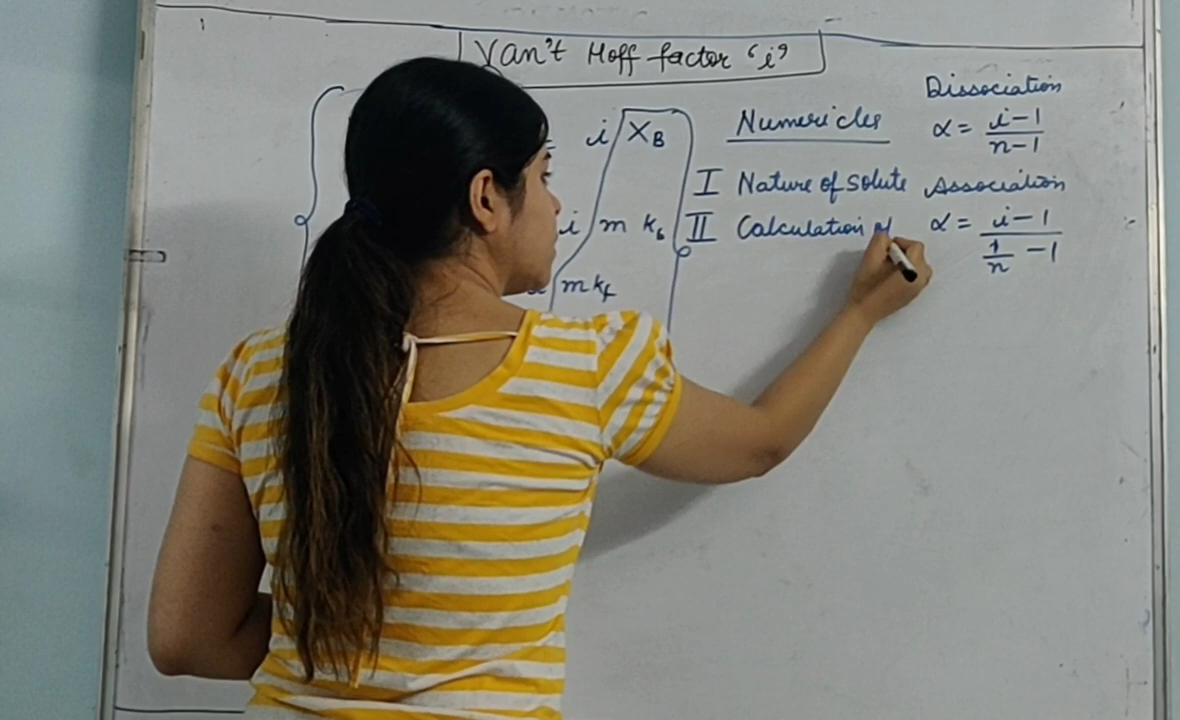 Van't Hoff factor 'i'
i XB
i m kb
m kf
Numericles
I Nature of Solute
II Calculation of
Dissociation
α = i-1 / n-1
Association
α = i-1 / 1/n -1